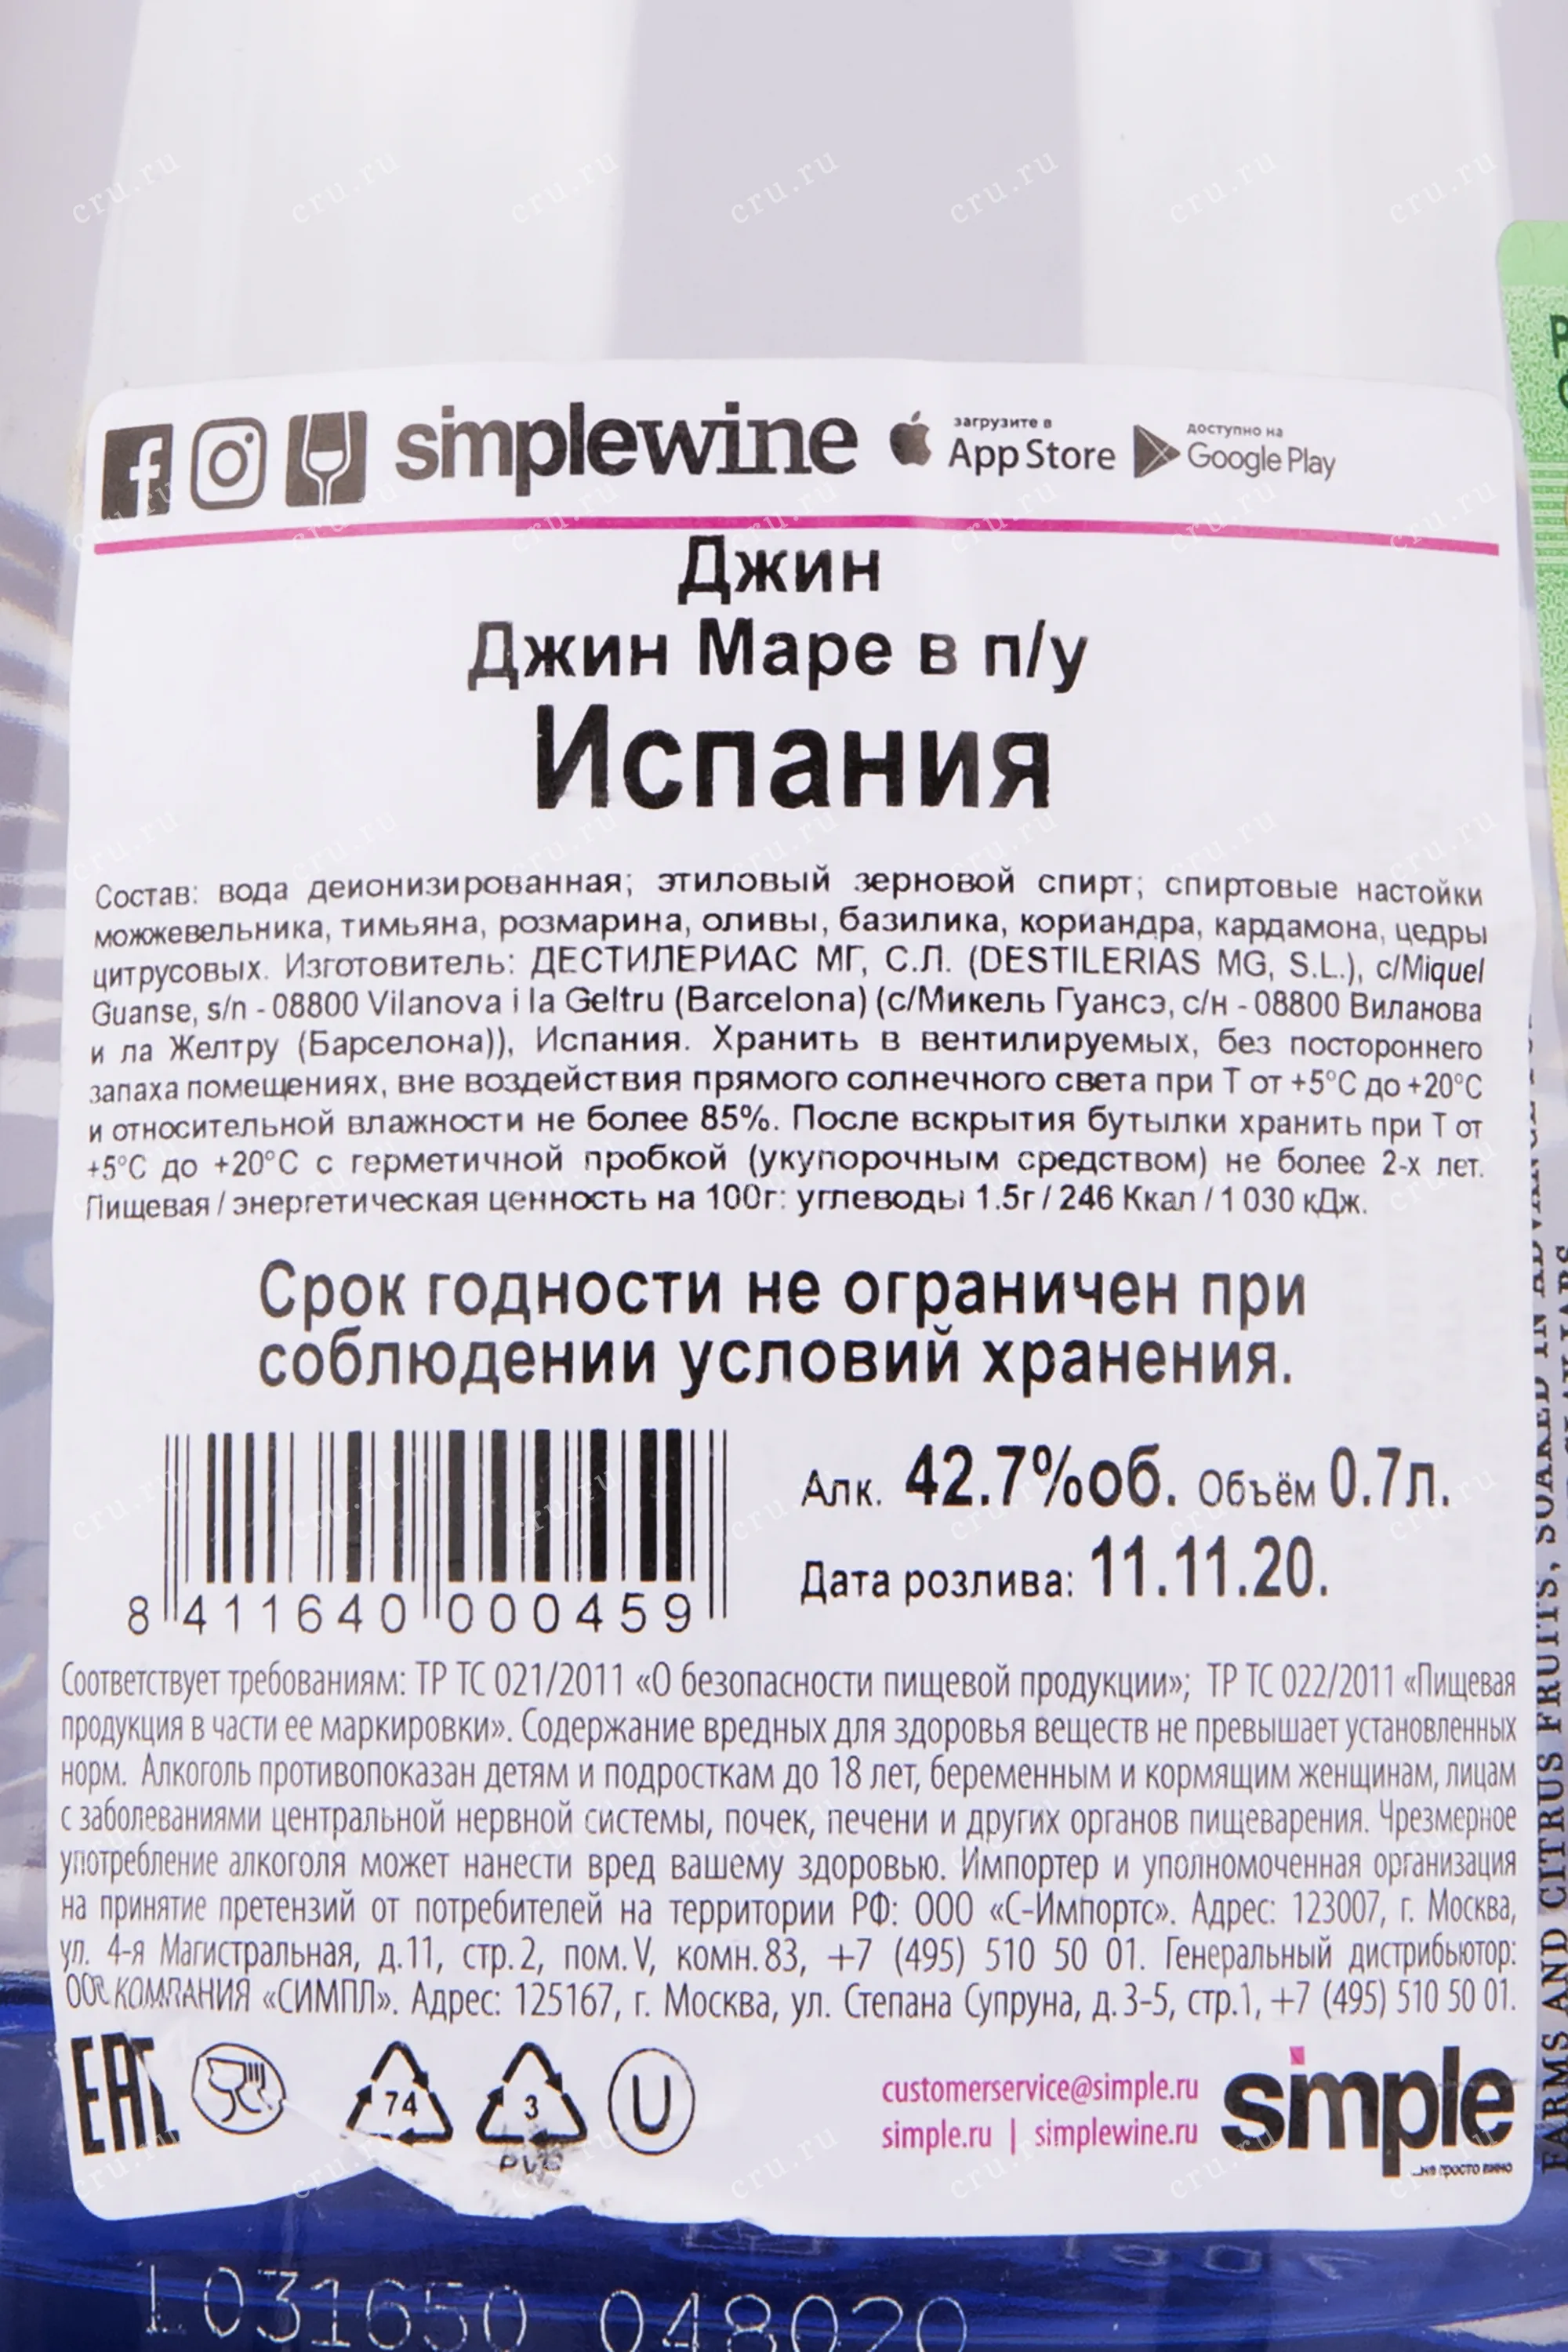 simplewine
загрузите в
App Store
доступно на
Google Play
Джин
Джин Маре в п/у
Испания
Состав: вода деионизированная; этиловый зерновой спирт; спиртовые настойки
можжевельника, тимьяна, розмарина, оливы, базилика, кориандра, кардамона, цедры
цитрусовых. Изготовитель: ДЕСТИЛЕРИАС МГ, С.Л. (DESTILERIAS MG, S.L.), c/Miquel
Guanse, s/n - 08800 Vilanova i la Geltru (Barcelona) (с/Микель Гуансэ, с/н - 08800 Виланова
и ла Желтру (Барселона)), Испания. Хранить в вентилируемых, без постороннего
запаха помещениях, вне воздействия прямого солнечного света при Т от +5°С до +20°С
и относительной влажности не более 85%. После вскрытия бутылки хранить при Т от
+5°С до +20°С с герметичной пробкой (укупорочным средством) не более 2-х лет.
Пищевая / энергетическая ценность на 100г: углеводы 1.5г / 246 Ккал / 1 030 кДж.
Срок годности не ограничен при
соблюдении условий хранения.
Алк. 42.7%об. Объём 0.7л.
Дата розлива: 11.11.20.
8 411640 000459
Соответствует требованиям: ТР ТС 021/2011 «О безопасности пищевой продукции»; ТР ТС 022/2011 «Пищевая
продукция в части ее маркировки». Содержание вредных для здоровья веществ не превышает установленных
норм. Алкоголь противопоказан детям и подросткам до 18 лет, беременным и кормящим женщинам, лицам
с заболеваниями центральной нервной системы, почек, печени и других органов пищеварения. Чрезмерное
употребление алкоголя может нанести вред вашему здоровью. Импортер и уполномоченная организация
на принятие претензий от потребителей на территории РФ: ООО «С-Импортс». Адрес: 123007, г. Москва,
ул. 4-я Магистральная, д.11, стр.2, пом.V, комн.83, +7 (495) 510 50 01. Генеральный дистрибьютор:
ООО КОМПАНИЯ «СИМПЛ». Адрес: 125167, г. Москва, ул. Степана Супруна, д.3-5, стр.1, +7 (495) 510 50 01.
EAC
74
3
PVC
U
customerservice@simple.ru
simple.ru | simplewine.ru
simple
...не просто вино
L031650 048020
FARMS AND CITRUS FRUITS, SOAKED IN
cru.ru